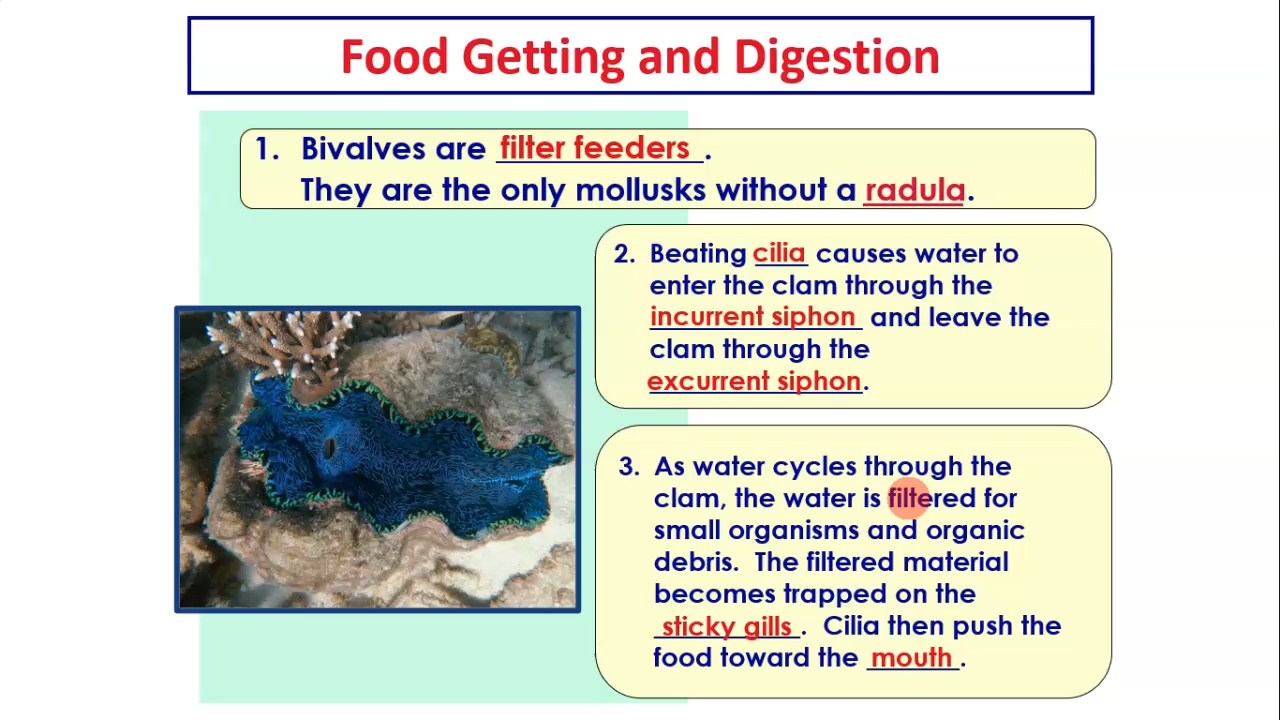 Food Getting and Digestion
1. Bivalves are filter feeders.
They are the only mollusks without a radula.
2. Beating cilia causes water to
enter the clam through the
incurrent siphon and leave the
clam through the
excurrent siphon.
3. As water cycles through the
clam, the water is filtered for
small organisms and organic
debris. The filtered material
becomes trapped on the
sticky gills. Cilia then push the
food toward the mouth.